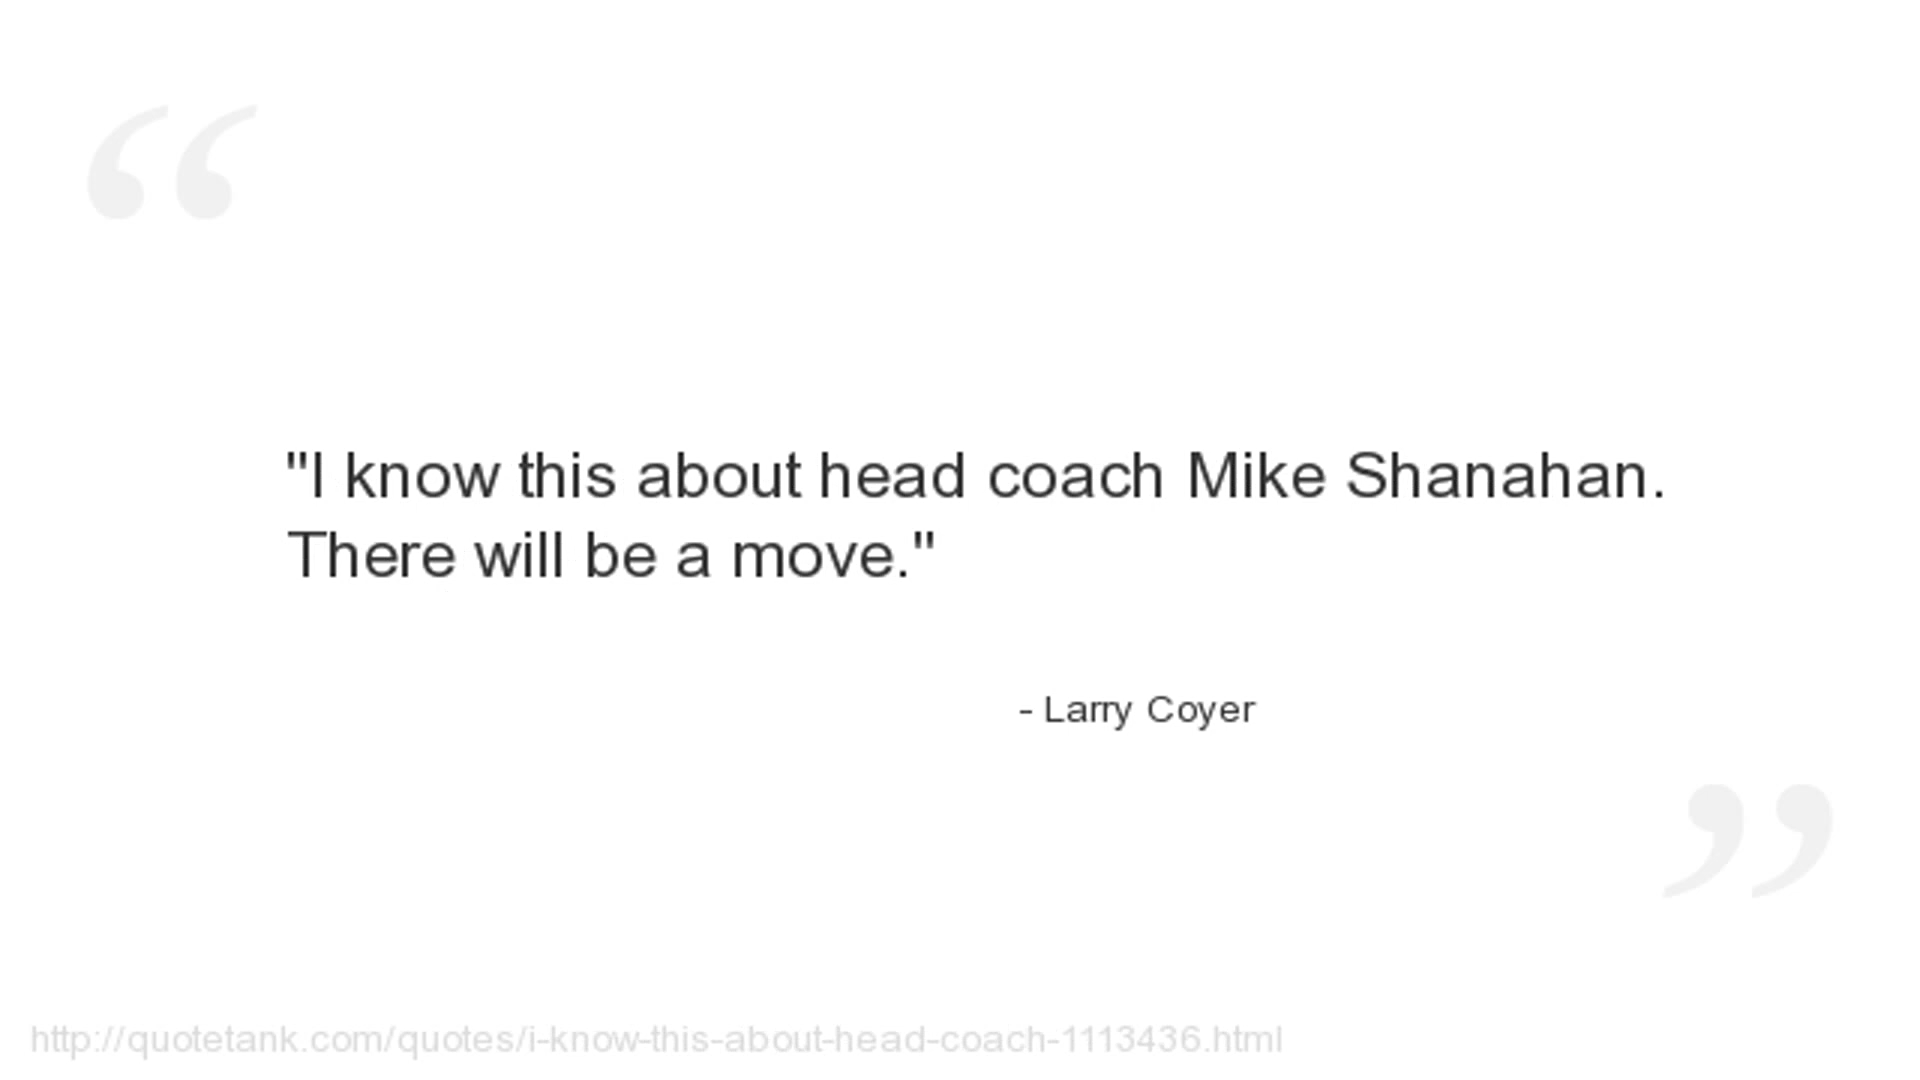 "I know this about head coach Mike Shanahan.
There will be a move."
- Larry Coyer
http://quotetank.com/quotes/i-know-this-about-head-coach-1113436.html